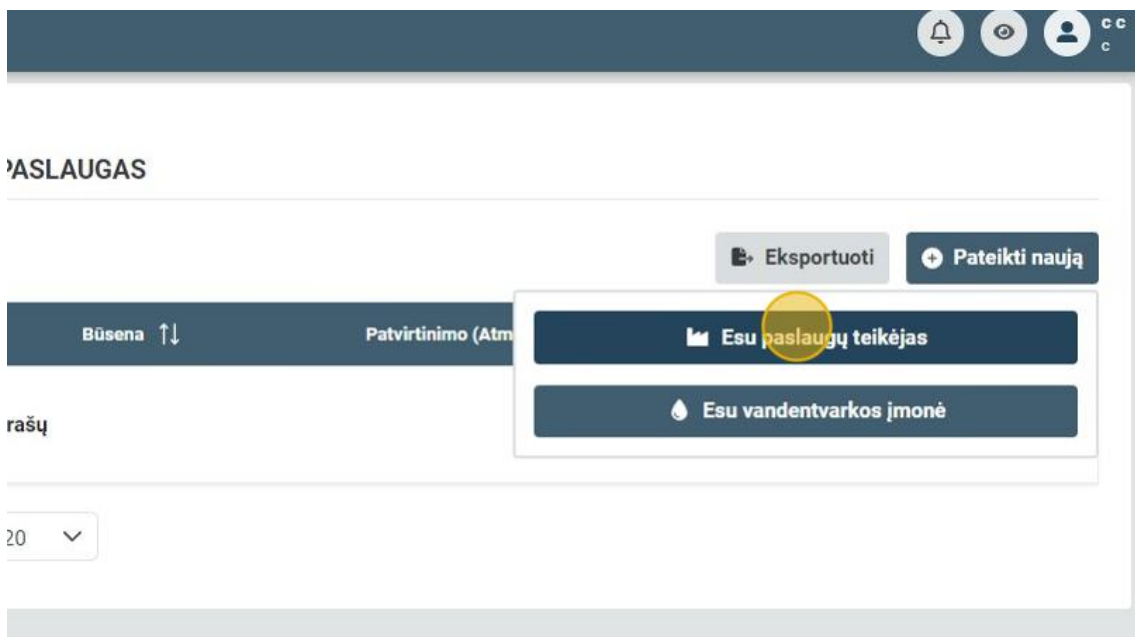 c c
c
PASLAUGAS
Eksportuoti
Pateikti naują
Būsena
Patvirtinimo (Atm
Esu paslaugų teikėjas
Esu vandentvarkos įmonė
rašų
20